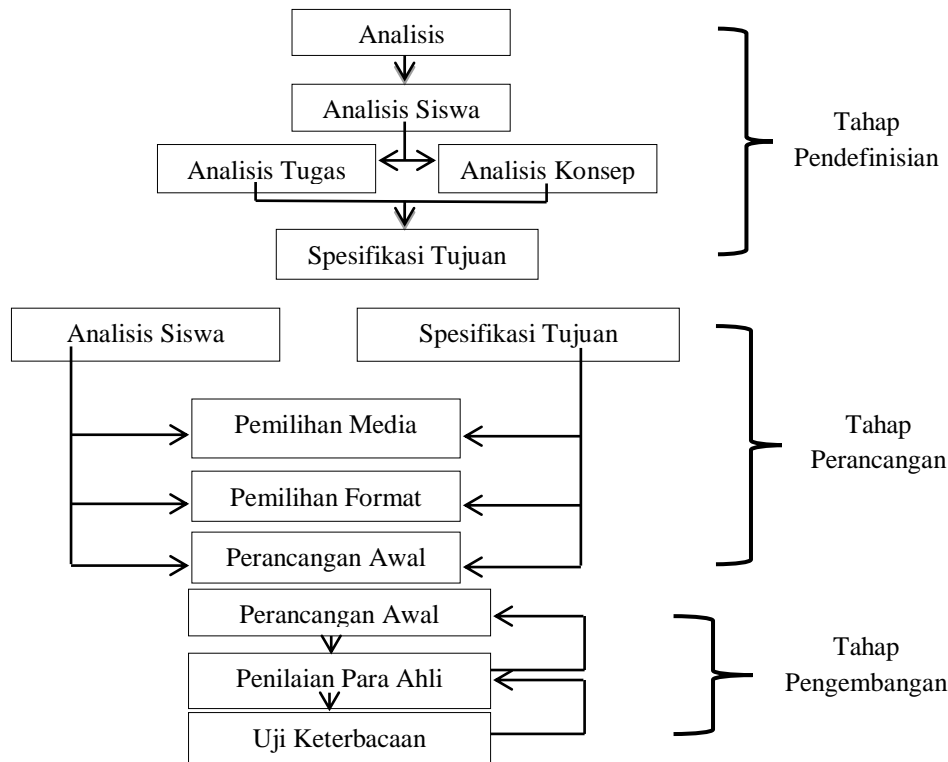 Analisis
Analisis Siswa
Analisis Tugas
Analisis Konsep
Spesifikasi Tujuan
Tahap
Pendefinisian
Analisis Siswa
Spesifikasi Tujuan
Pemilihan Media
Pemilihan Format
Perancangan Awal
Tahap
Perancangan
Perancangan Awal
Penilaian Para Ahli
Uji Keterbacaan
Tahap
Pengembangan